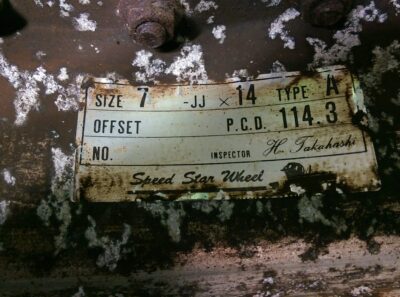 SIZE 7 -JJ × 14 TYPE A
OFFSET P.C.D. 114.3
NO. INSPECTOR H. Takahashi
Speed Star Wheel